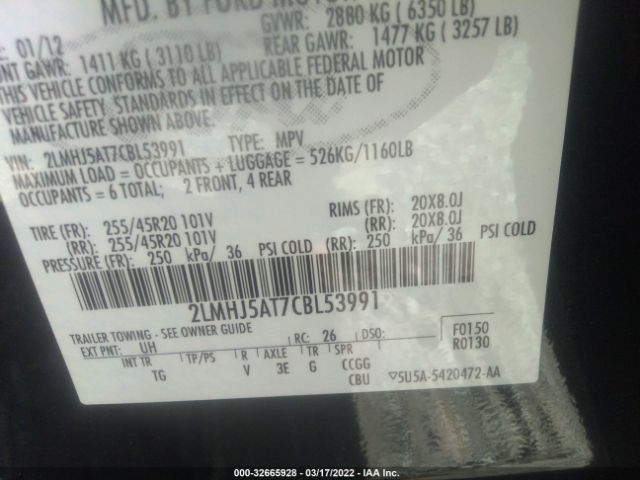 MFD. BY FORD MOTOR
01/12
GVWR: 2880 KG ( 6350 LB)
NT GAWR: 1411 KG ( 3110 LB)
REAR GAWR: 1477 KG ( 3257 LB)
THIS VEHICLE CONFORMS TO ALL APPLICABLE FEDERAL MOTOR
VEHICLE SAFETY STANDARDS IN EFFECT ON THE DATE OF
MANUFACTURE SHOWN ABOVE.
VIN: 2LMHJ5AT7CBL53991 TYPE: MPV
MAXIMUM LOAD = OCCUPANTS + LUGGAGE = 526KG/1160LB
OCCUPANTS = 6 TOTAL; 2 FRONT, 4 REAR
TIRE (FR): 255/45R20 101V RIMS (FR): 20X8.0J
(RR): 255/45R20 101V (RR): 20X8.0J
PRESSURE (FR): 250 kPa/ 36 PSI COLD (RR): 250 kPa/ 36 PSI COLD
2LMHJ5AT7CBL53991
TRAILER TOWING - SEE OWNER GUIDE
EXT PNT: UH RC: 26 DSO: F0150
R0130
INT TR TP/PS R AXLE TR SPR
TG V 3E G CCGG
CBU ▽5U5A-5420472-AA
000-32665928 - 03/17/2022 - IAA Inc.